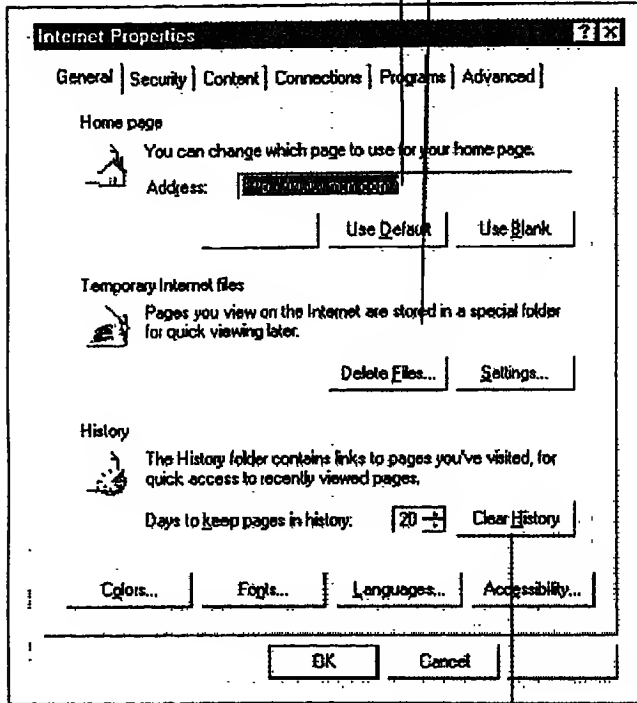 Internet Properties ? X
General Security Content Connections Programs Advanced
Home page
You can change which page to use for your home page.
Address:
Use Default Use Blank
Temporary Internet files
Pages you view on the Internet are stored in a special folder
for quick viewing later.
Delete Files... Settings...
History
The History folder contains links to pages you've visited, for
quick access to recently viewed pages.
Days to keep pages in history: 20 Clear History
Colors... Fonts... Languages... Accessibility...
OK Cancel